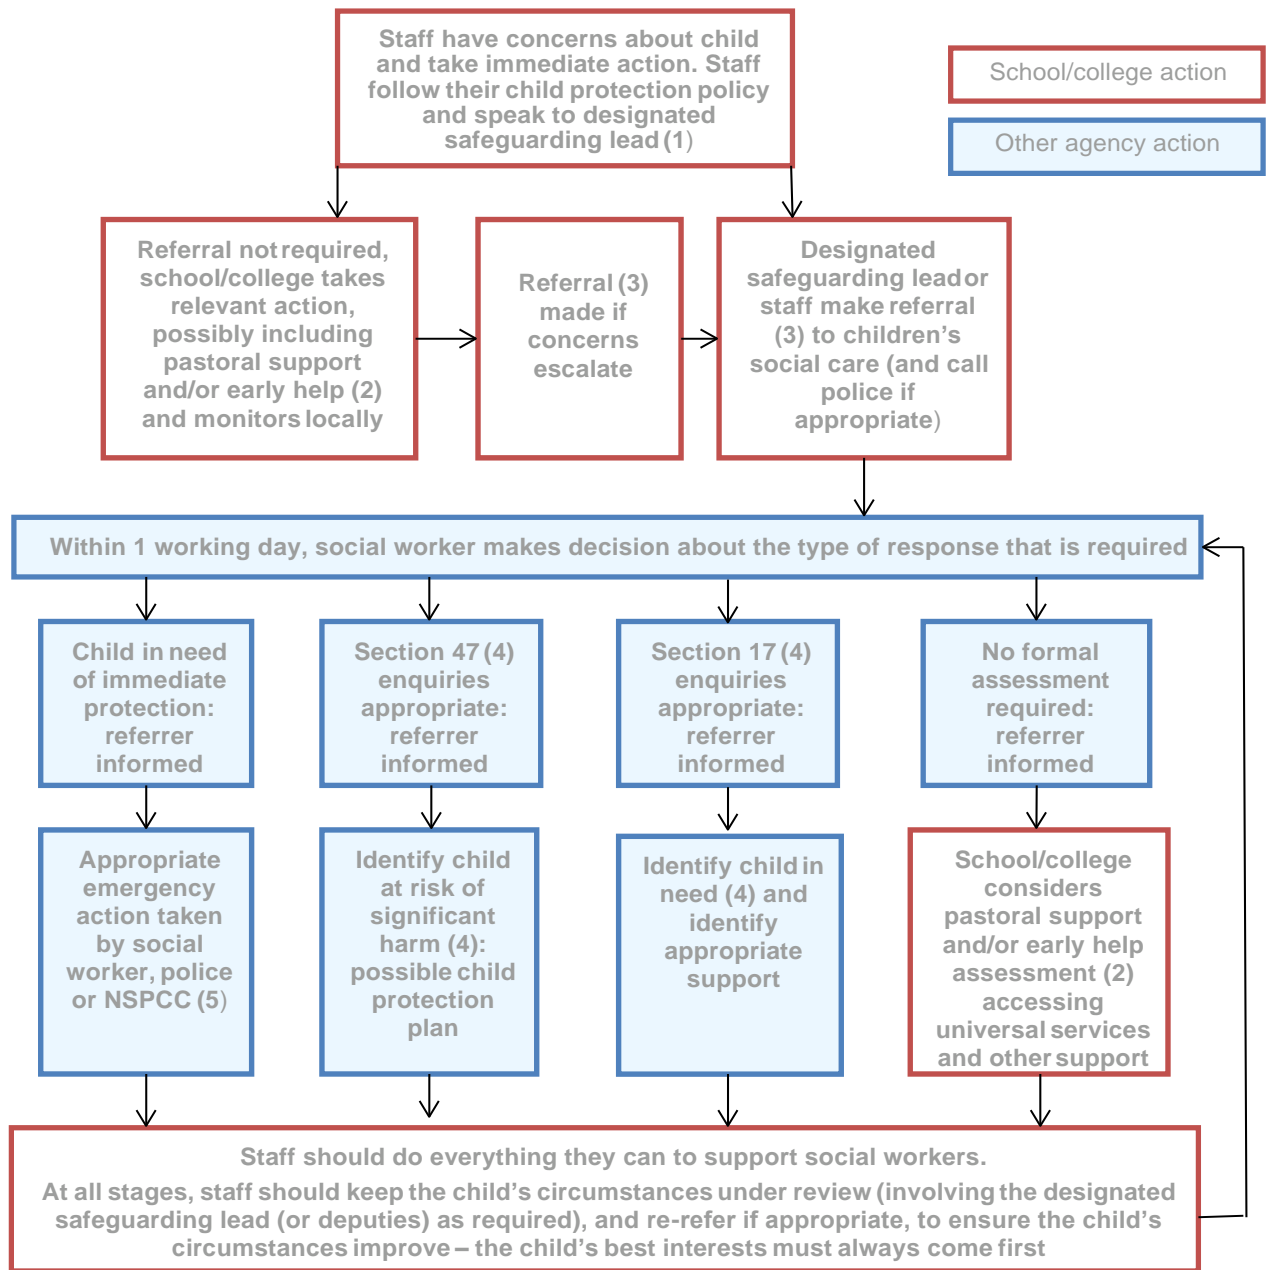 Staff have concerns about child
and take immediate action. Staff
follow their child protection policy
and speak to designated
safeguarding lead (1)
School/college action
Other agency action
Referral not required,
school/college takes
relevant action,
possibly including
pastoral support
and/or early help (2)
and monitors locally
Referral (3)
made if
concerns
escalate
Designated
safeguarding lead or
staff make referral
(3) to children’s
social care (and call
police if
appropriate)
Within 1 working day, social worker makes decision about the type of response that is required
Child in need
of immediate
protection:
referrer
informed
Section 47 (4)
enquiries
appropriate:
referrer
informed
Section 17 (4)
enquiries
appropriate:
referrer
informed
No formal
assessment
required:
referrer
informed
Appropriate
emergency
action taken
by social
worker, police
or NSPCC (5)
Identify child
at risk of
significant
harm (4):
possible child
protection
plan
Identify child in
need (4) and
identify
appropriate
support
School/college
considers
pastoral support
and/or early help
assessment (2)
accessing
universal services
and other support
Staff should do everything they can to support social workers.
At all stages, staff should keep the child’s circumstances under review (involving the designated
safeguarding lead (or deputies) as required), and re-refer if appropriate, to ensure the child’s
circumstances improve – the child’s best interests must always come first